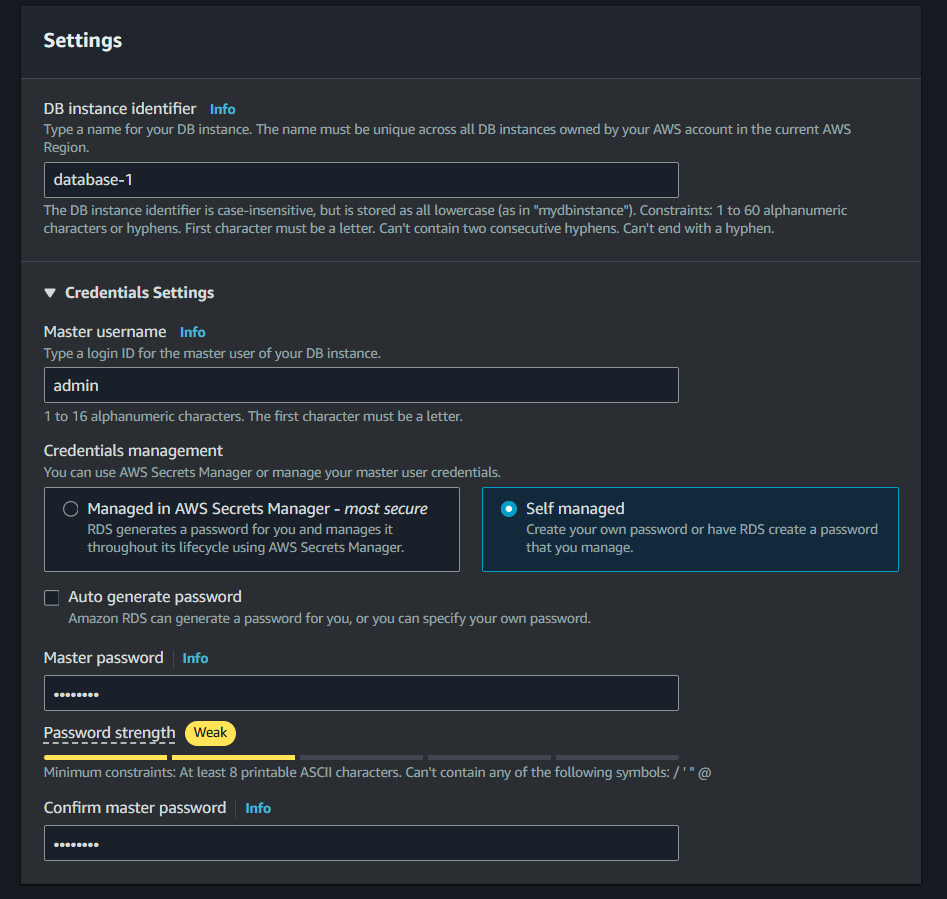 Settings
DB instance identifier Info
Type a name for your DB instance. The name must be unique across all DB instances owned by your AWS account in the current AWS
Region.
database-1
The DB instance identifier is case-insensitive, but is stored as all lowercase (as in "mydbinstance"). Constraints: 1 to 60 alphanumeric
characters or hyphens. First character must be a letter. Can't contain two consecutive hyphens. Can't end with a hyphen.
Credentials Settings
Master username Info
Type a login ID for the master user of your DB instance.
admin
1 to 16 alphanumeric characters. The first character must be a letter.
Credentials management
You can use AWS Secrets Manager or manage your master user credentials.
Managed in AWS Secrets Manager - most secure
RDS generates a password for you and manages it
throughout its lifecycle using AWS Secrets Manager.
Self managed
Create your own password or have RDS create a password
that you manage.
Auto generate password
Amazon RDS can generate a password for you, or you can specify your own password.
Master password Info
••••••••
Password strength Weak
Minimum constraints: At least 8 printable ASCII characters. Can't contain any of the following symbols: / ' " @
Confirm master password Info
••••••••